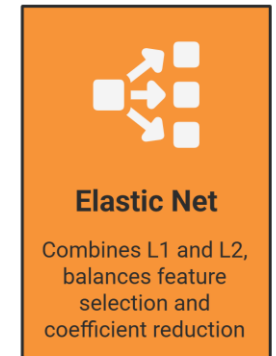 Elastic Net
Combines L1 and L2,
balances feature
selection and
coefficient reduction